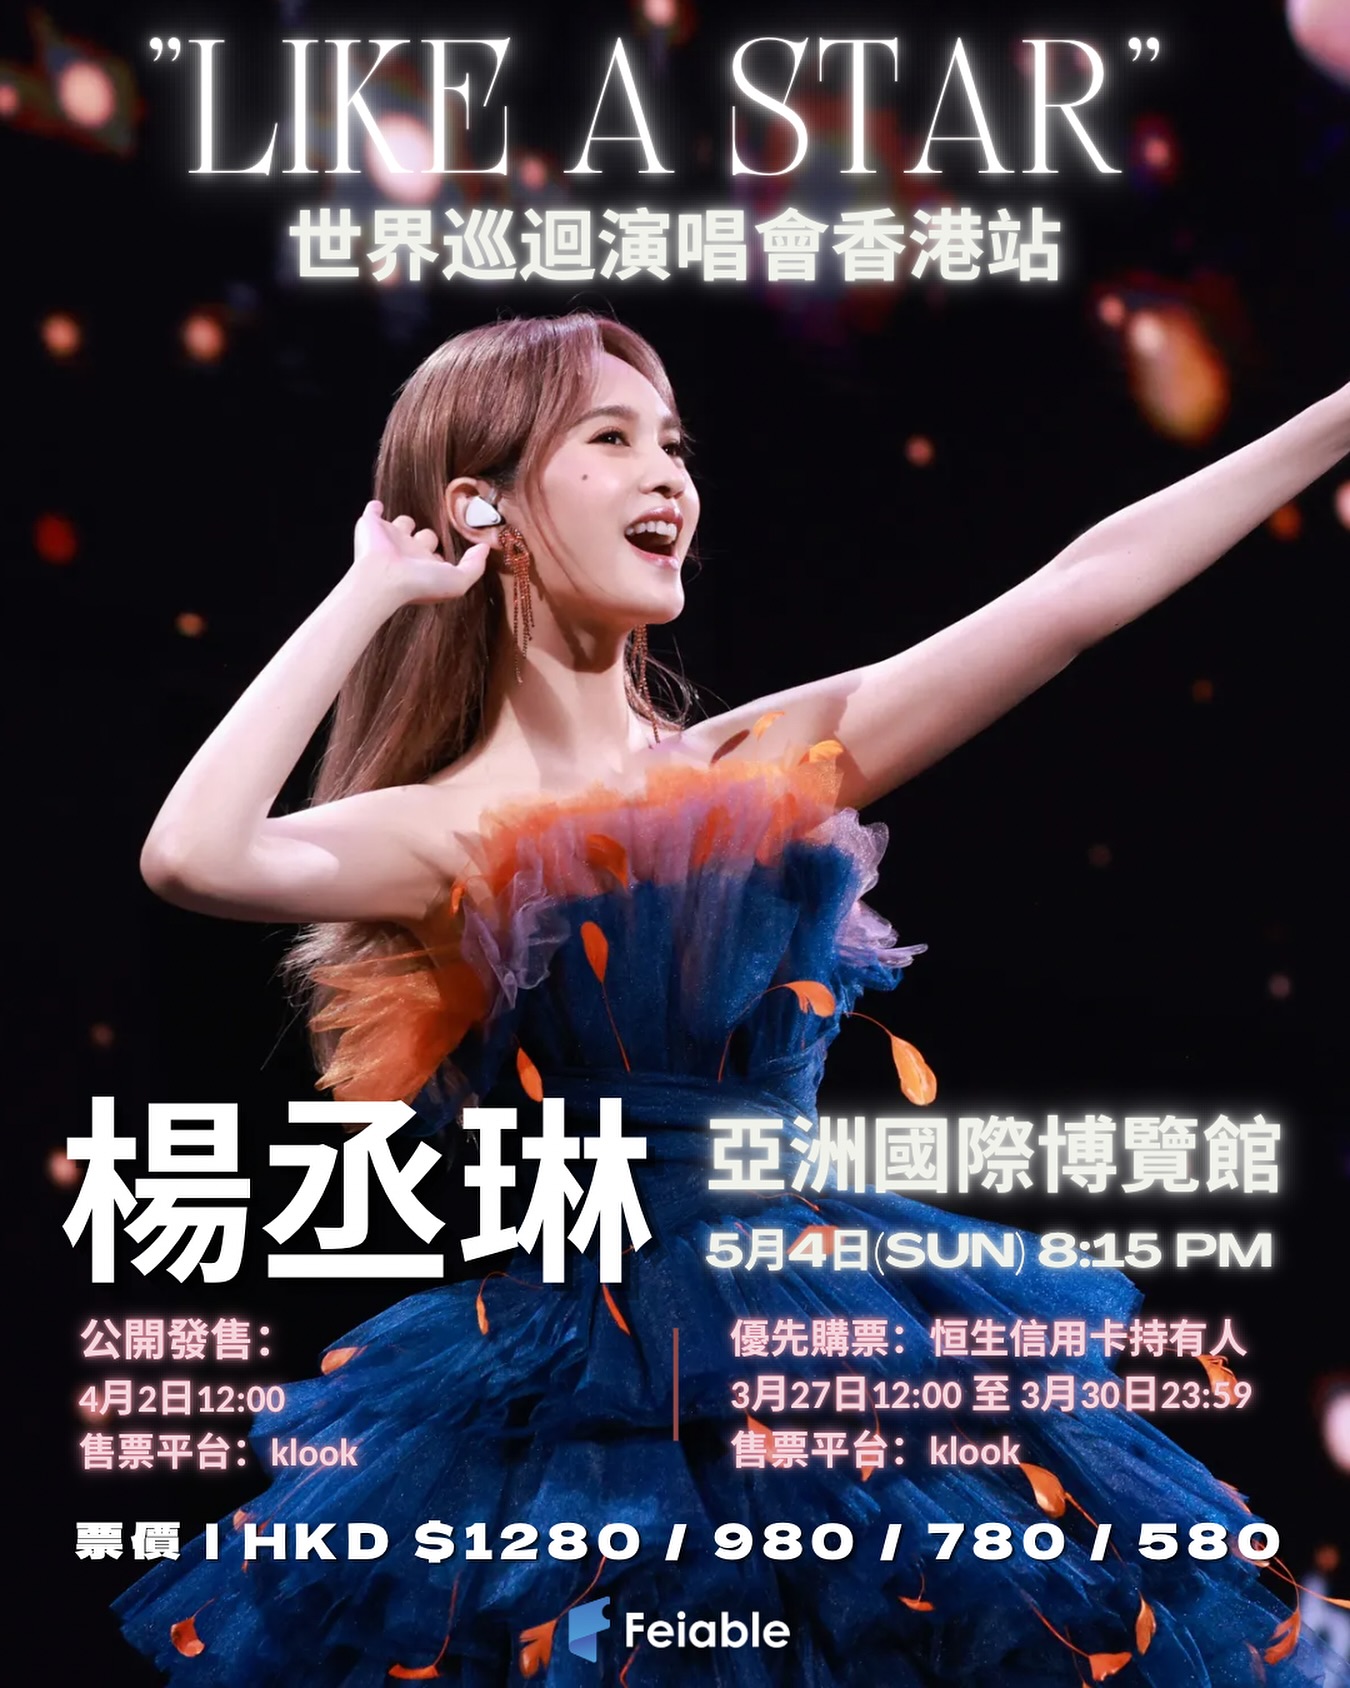 ”LIKE A STAR”
世界巡迴演唱會香港站
楊丞琳
亞洲國際博覽館
5月4日(SUN) 8:15 PM
公開發售：
4月2日12:00
售票平台：klook
優先購票：恒生信用卡持有人
3月27日12:00 至 3月30日23:59
售票平台：klook
票價 | HKD $1280 / 980 / 780 / 580
Feiable